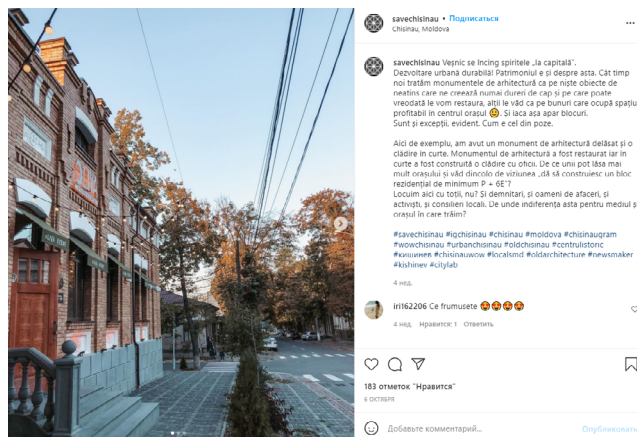 savechisinau • Подписаться
Chisinau, Moldova
savechisinau Veșnic se încing spiritele „la capitală”.
Dezvoltare urbană durabilă! Patrimoniul e și despre asta. Cât timp
noi tratăm monumentele de arhitectură ca pe niște obiecte de
neatins care ne creează numai dureri de cap și pe care poate
vreodată le vom restaura, alții le văd ca pe bunuri care ocupă spațiu
profitabil în centrul orașul 😟. Și iaca așa apar blocuri.
Sunt și excepții, evident. Cum e cel din poze.
Aici de exemplu, am avut un monument de arhitectură delăsat și o
clădire în curte. Monumentul de arhitectură a fost restaurat iar în
curte a fost construită o clădire cu oficii. De ce unii pot lăsa mai
mult orașului și văd dincolo de viziunea „dă să construiesc un bloc
rezidențial de minimum P + 6E”?
Locuim aici cu toții, nu? Și demnitari, și oameni de afaceri, și
activiști, și consilieri locali. De unde indiferența asta pentru mediul și
orașul în care trăim?
#savechisinau #igchisinau #chisinau #moldova #chisinaugram
#wowchisinau #urbanchisinau #oldchisinau #centrulistoric
#кишинев #chisinauwow #localsmd #oldarchitecture #newsmaker
#kishinev #citylab
4 нед.
iri162206 Ce frumusete 😍😍😍😍
4 нед. Нравится: 1 Ответить
183 отметок "Нравится"
6 ОКТЯБРЯ
Добавьте комментарий...
Опубликовать